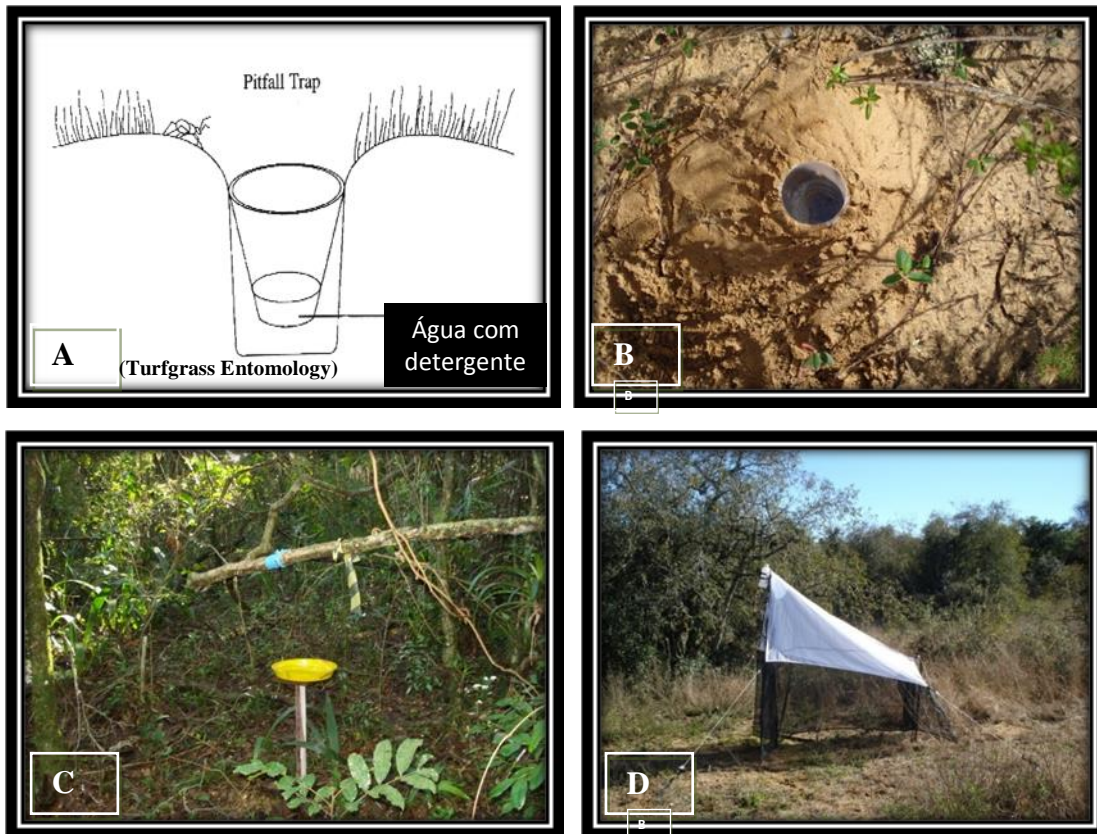 Pitfall Trap
Água com
detergente
A
(Turfgrass Entomology)
B
B
C
D
B